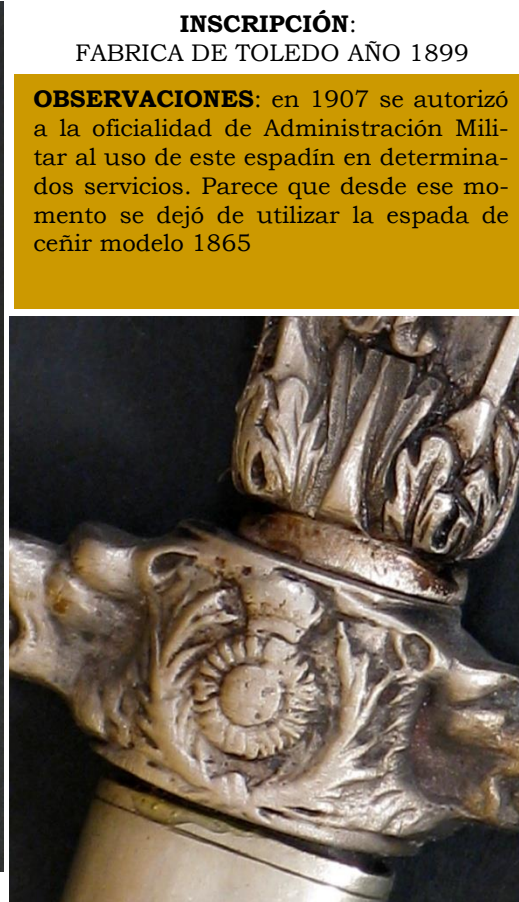 INSCRIPCIÓN:
FABRICA DE TOLEDO AÑO 1899
OBSERVACIONES: en 1907 se autorizó
a la oficialidad de Administración Mili-
tar al uso de este espadín en determina-
dos servicios. Parece que desde ese mo-
mento se dejó de utilizar la espada de
ceñir modelo 1865